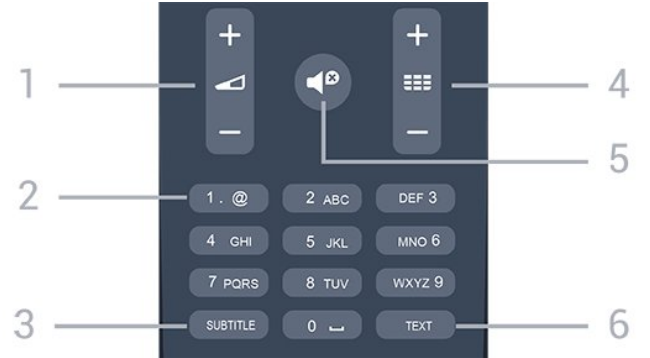 + +
1 4
− −
5
2 1 . @ 2 ABC DEF 3
4 GHI 5 JKL MNO 6
7 PQRS 8 TUV WXYZ 9
3 SUBTITLE 0 ⎵ TEXT 6